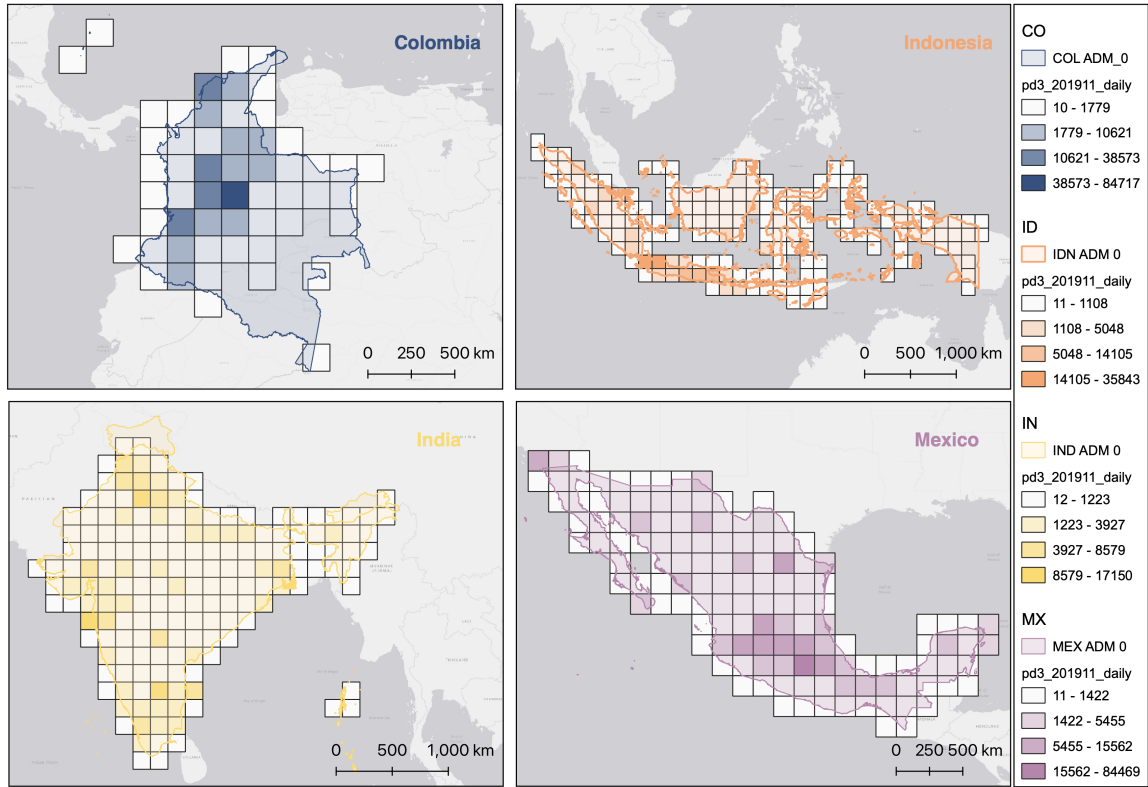 Colombia
0 250 500 km
Indonesia
0 500 1,000 km
India
0 500 1,000 km
Mexico
0 250 500 km
CO
COL ADM_0
pd3_201911_daily
10 - 1779
1779 - 10621
10621 - 38573
38573 - 84717
ID
IDN ADM 0
pd3_201911_daily
11 - 1108
1108 - 5048
5048 - 14105
14105 - 35843
IN
IND ADM 0
pd3_201911_daily
12 - 1223
1223 - 3927
3927 - 8579
8579 - 17150
MX
MEX ADM 0
pd3_201911_daily
11 - 1422
1422 - 5455
5455 - 15562
15562 - 84469